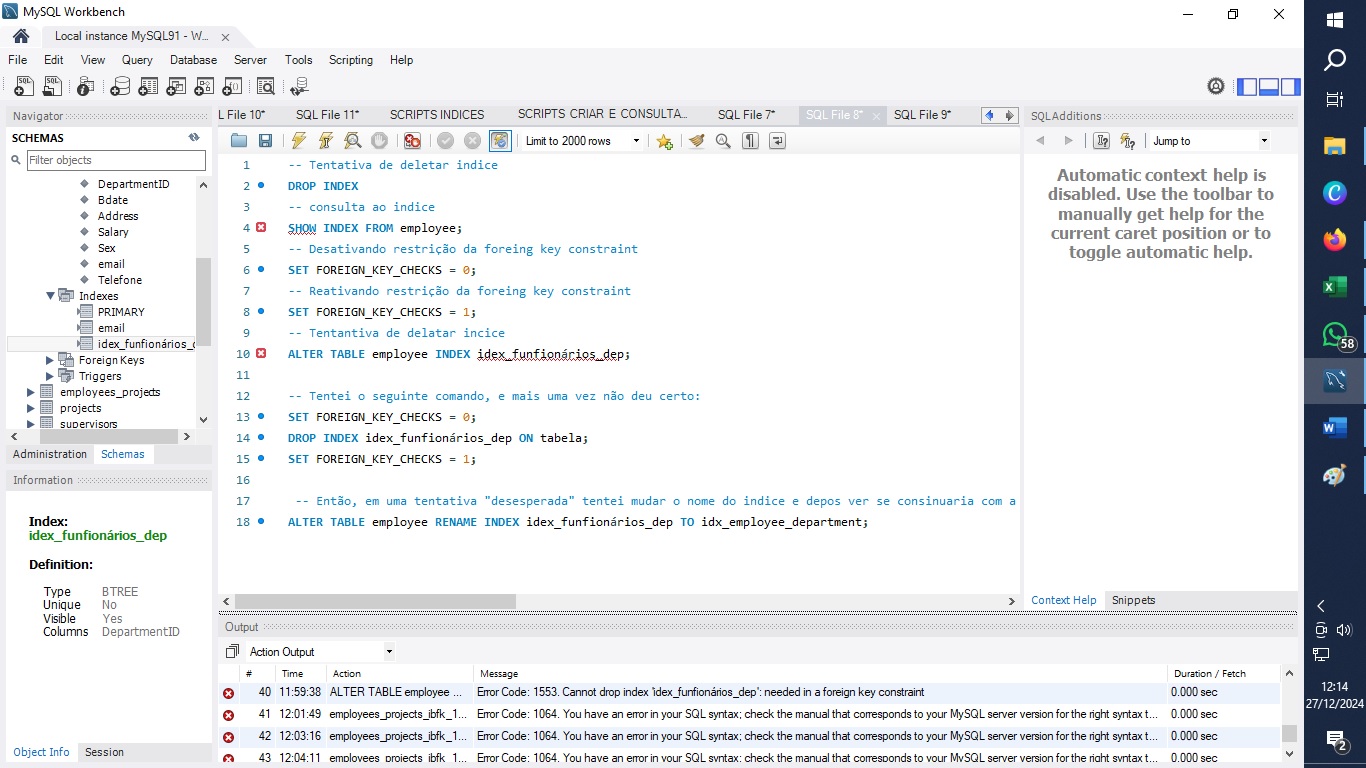 MySQL Workbench
Local instance MySQL91 - W...
File Edit View Query Database Server Tools Scripting Help
Navigator
SCHEMAS
Filter objects
DepartmentID
Bdate
Address
Salary
Sex
email
Telefone
Indexes
PRIMARY
email
idex_funfionários_
Foreign Keys
Triggers
employees_projects
projects
supervisors
Administration Schemas
Information
Index:
idex_funfionários_dep
Definition:
Type BTREE
Unique No
Visible Yes
Columns DepartmentID
Object Info Session
L File 10* SQL File 11* SCRIPTS INDICES SCRIPTS CRIAR E CONSULTA... SQL File 7* SQL File 8* SQL File 9*
Limit to 2000 rows
1 -- Tentativa de deletar indice
2 DROP INDEX
3 -- consulta ao indice
4 SHOW INDEX FROM employee;
5 -- Desativando restrição da foreing key constraint
6 SET FOREIGN_KEY_CHECKS = 0;
7 -- Reativando restrição da foreing key constraint
8 SET FOREIGN_KEY_CHECKS = 1;
9 -- Tentantiva de delatar incice
10 ALTER TABLE employee INDEX idex_funfionários_dep;
11
12 -- Tentei o seguinte comando, e mais uma vez não deu certo:
13 SET FOREIGN_KEY_CHECKS = 0;
14 DROP INDEX idex_funfionários_dep ON tabela;
15 SET FOREIGN_KEY_CHECKS = 1;
16
17 -- Então, em uma tentativa "desesperada" tentei mudar o nome do indice e depos ver se consinuaria com a
18 ALTER TABLE employee RENAME INDEX idex_funfionários_dep TO idx_employee_department;
SQLAdditions
Jump to
Automatic context help is
disabled. Use the toolbar to
manually get help for the
current caret position or to
toggle automatic help.
Context Help Snippets
Output
Action Output
# Time Action Message Duration / Fetch
40 11:59:38 ALTER TABLE employee ... Error Code: 1553. Cannot drop index 'idex_funfionários_dep': needed in a foreign key constraint 0.000 sec
41 12:01:49 employees_projects_ibfk_1... Error Code: 1064. You have an error in your SQL syntax; check the manual that corresponds to your MySQL server version for the right syntax t... 0.000 sec
42 12:03:16 employees_projects_ibfk_1... Error Code: 1064. You have an error in your SQL syntax; check the manual that corresponds to your MySQL server version for the right syntax t... 0.000 sec
43 12:04:11 employees_projects_ibfk_1... Error Code: 1064. You have an error in your SQL syntax; check the manual that corresponds to your MySQL server version for the right syntax t... 0.000 sec
58
12:14
27/12/2024
2